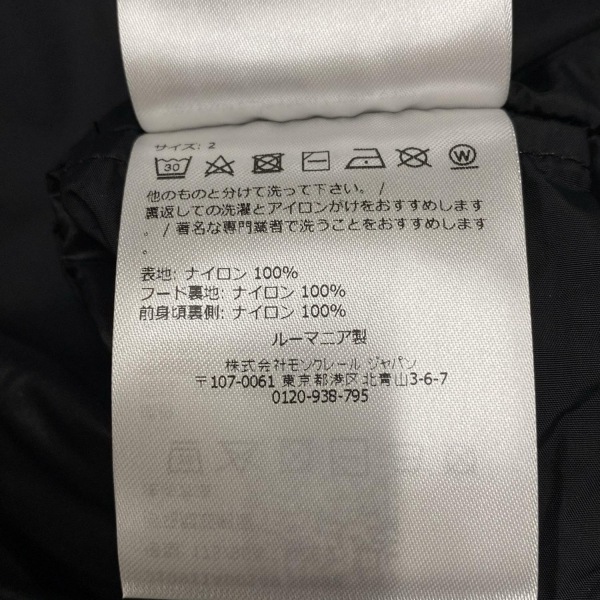 サイズ: 2
30 W
他のものと分けて洗って下さい。 /
裏返しての洗濯とアイロンがけをおすすめします
。 / 著名な専門業者で洗うことをおすすめします
。
表地: ナイロン 100%
フード裏地: ナイロン 100%
前身頃裏側: ナイロン 100%
ルーマニア製
株式会社モンクレール ジャパン
〒107-0061 東京都港区北青山3-6-7
0120-938-795